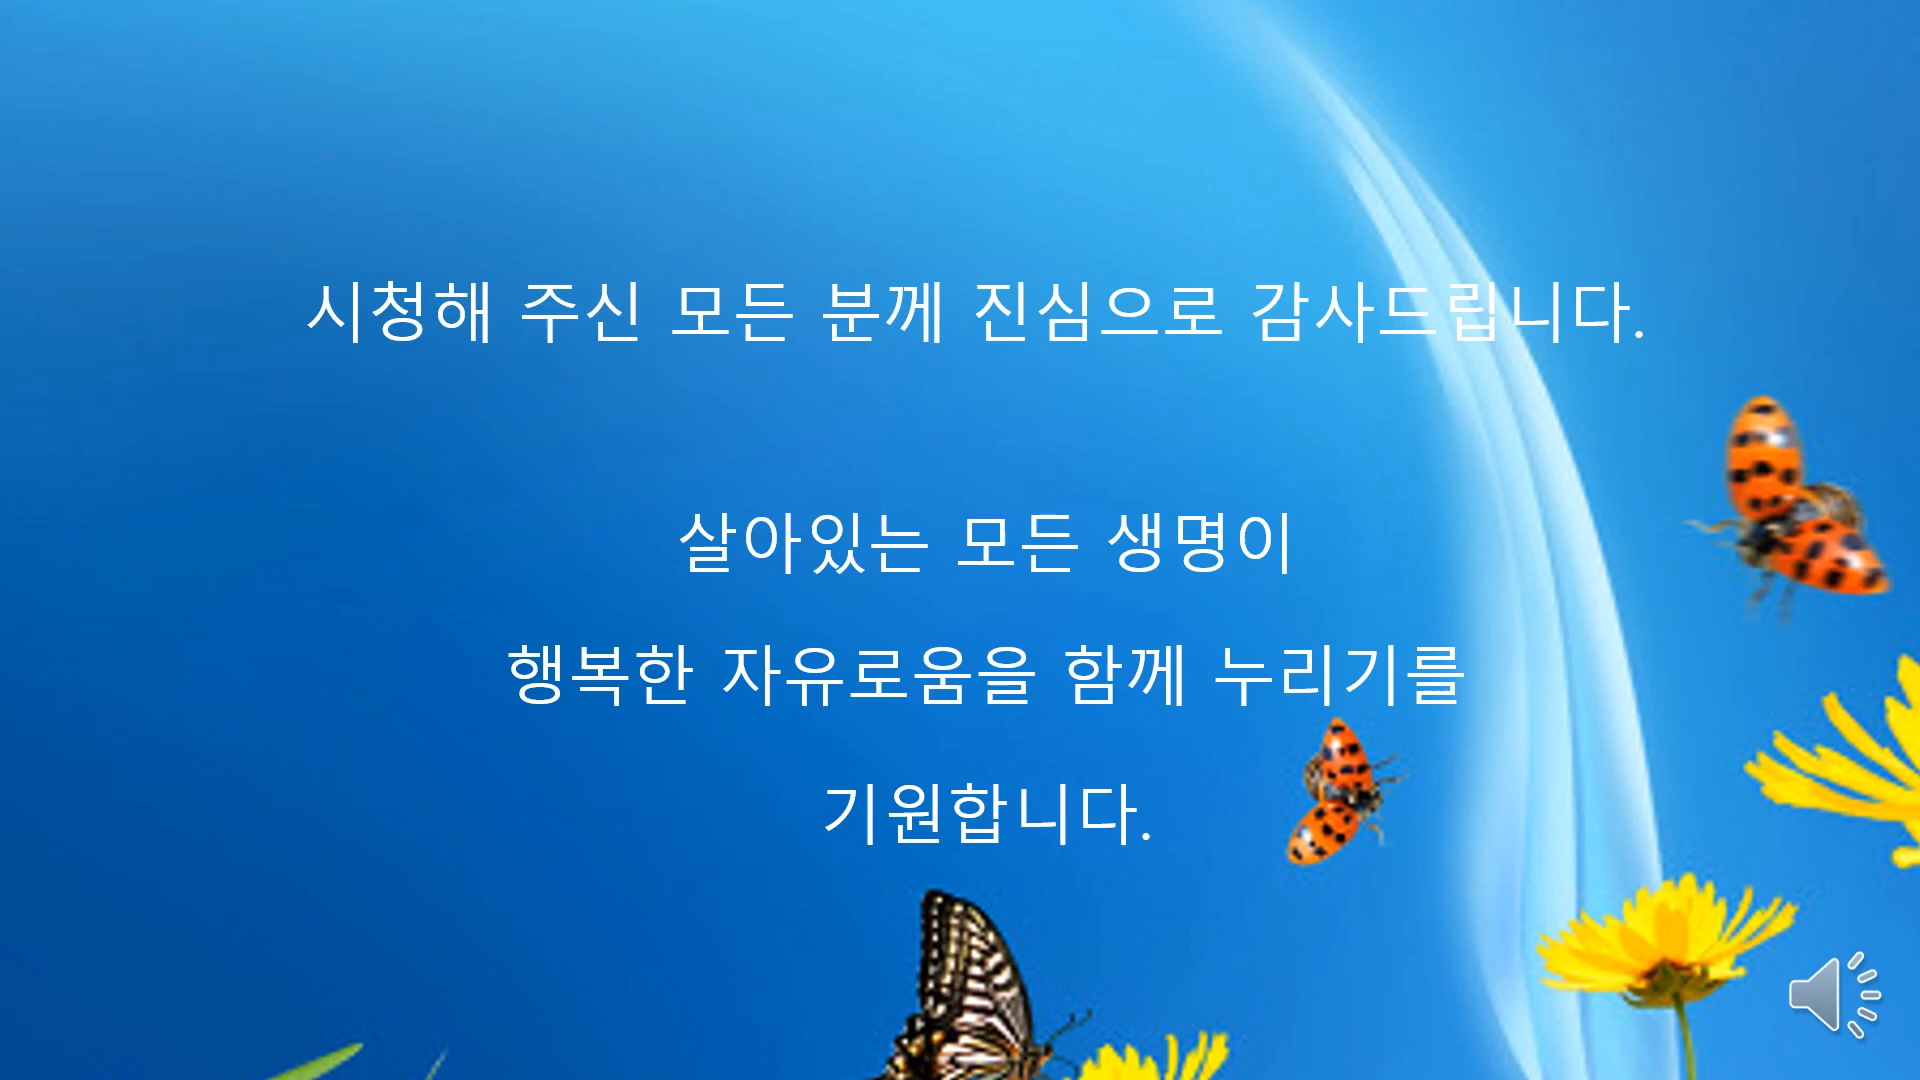 시청해 주신 모든 분께 진심으로 감사드립니다.
살아있는 모든 생명이
행복한 자유로움을 함께 누리기를
기원합니다.